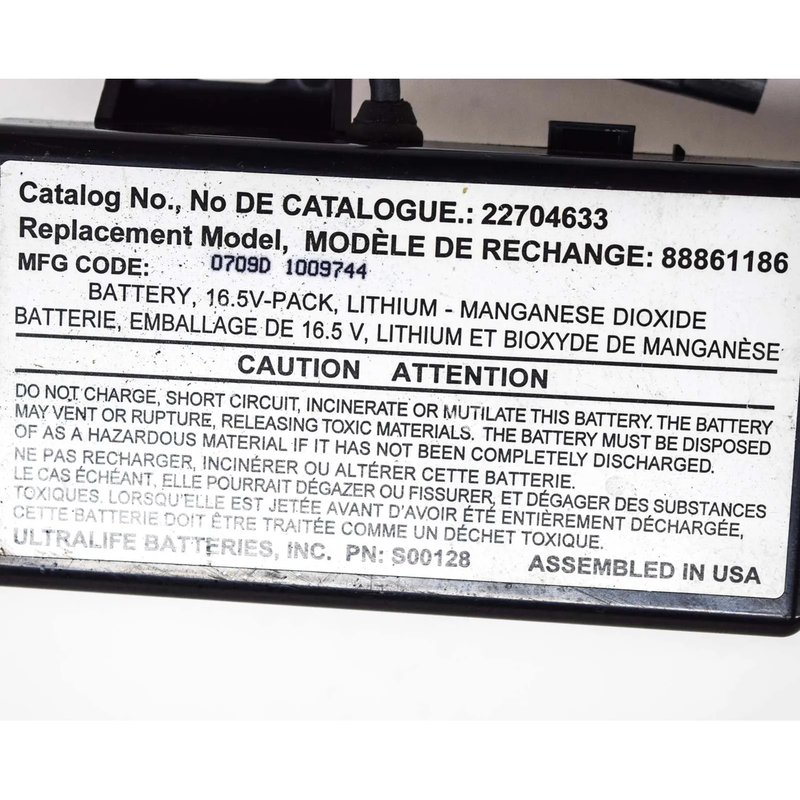 Catalog No., No DE CATALOGUE.: 22704633
Replacement Model, MODÈLE DE RECHANGE: 88861186
MFG CODE: 0709D 1009744
BATTERY, 16.5V-PACK, LITHIUM - MANGANESE DIOXIDE
BATTERIE, EMBALLAGE DE 16.5 V, LITHIUM ET BIOXYDE DE MANGANÈSE
CAUTION ATTENTION
DO NOT CHARGE, SHORT CIRCUIT, INCINERATE OR MUTILATE THIS BATTERY. THE BATTERY
MAY VENT OR RUPTURE, RELEASING TOXIC MATERIALS. THE BATTERY MUST BE DISPOSED
OF AS A HAZARDOUS MATERIAL IF IT HAS NOT BEEN COMPLETELY DISCHARGED.
NE PAS RECHARGER, INCINÉRER OU ALTÉRER CETTE BATTERIE.
LE CAS ÉCHÉANT, ELLE POURRAIT DÉGAZER OU FISSURER, ET DÉGAGER DES SUBSTANCES
TOXIQUES. LORSQU'ELLE EST JETÉE AVANT D'AVOIR ÉTÉ ENTIÈREMENT DÉCHARGÉE,
CETTE BATTERIE DOIT ÊTRE TRAITÉE COMME UN DÉCHET TOXIQUE.
ULTRALIFE BATTERIES, INC. PN: S00128 ASSEMBLED IN USA